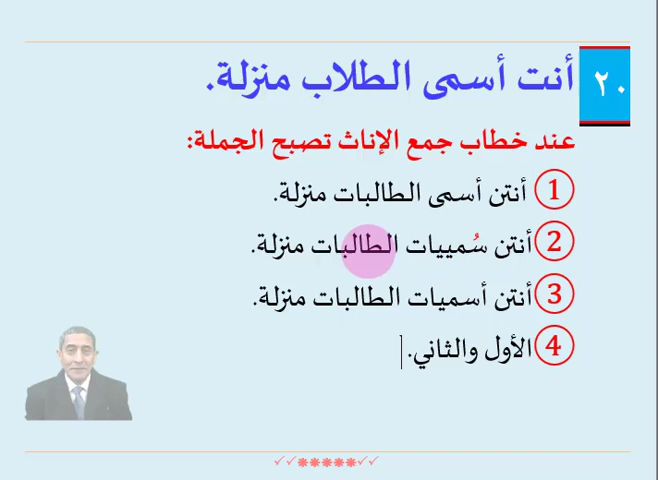 ٢٠ أنت أسمى الطلاب منزلة.
عند خطاب جمع الإناث تصبح الجملة:
1 أنتن أسمى الطالبات منزلة.
2 أنتن سُمييات الطالبات منزلة.
3 أنتن أسميات الطالبات منزلة.
4 الأول والثاني.